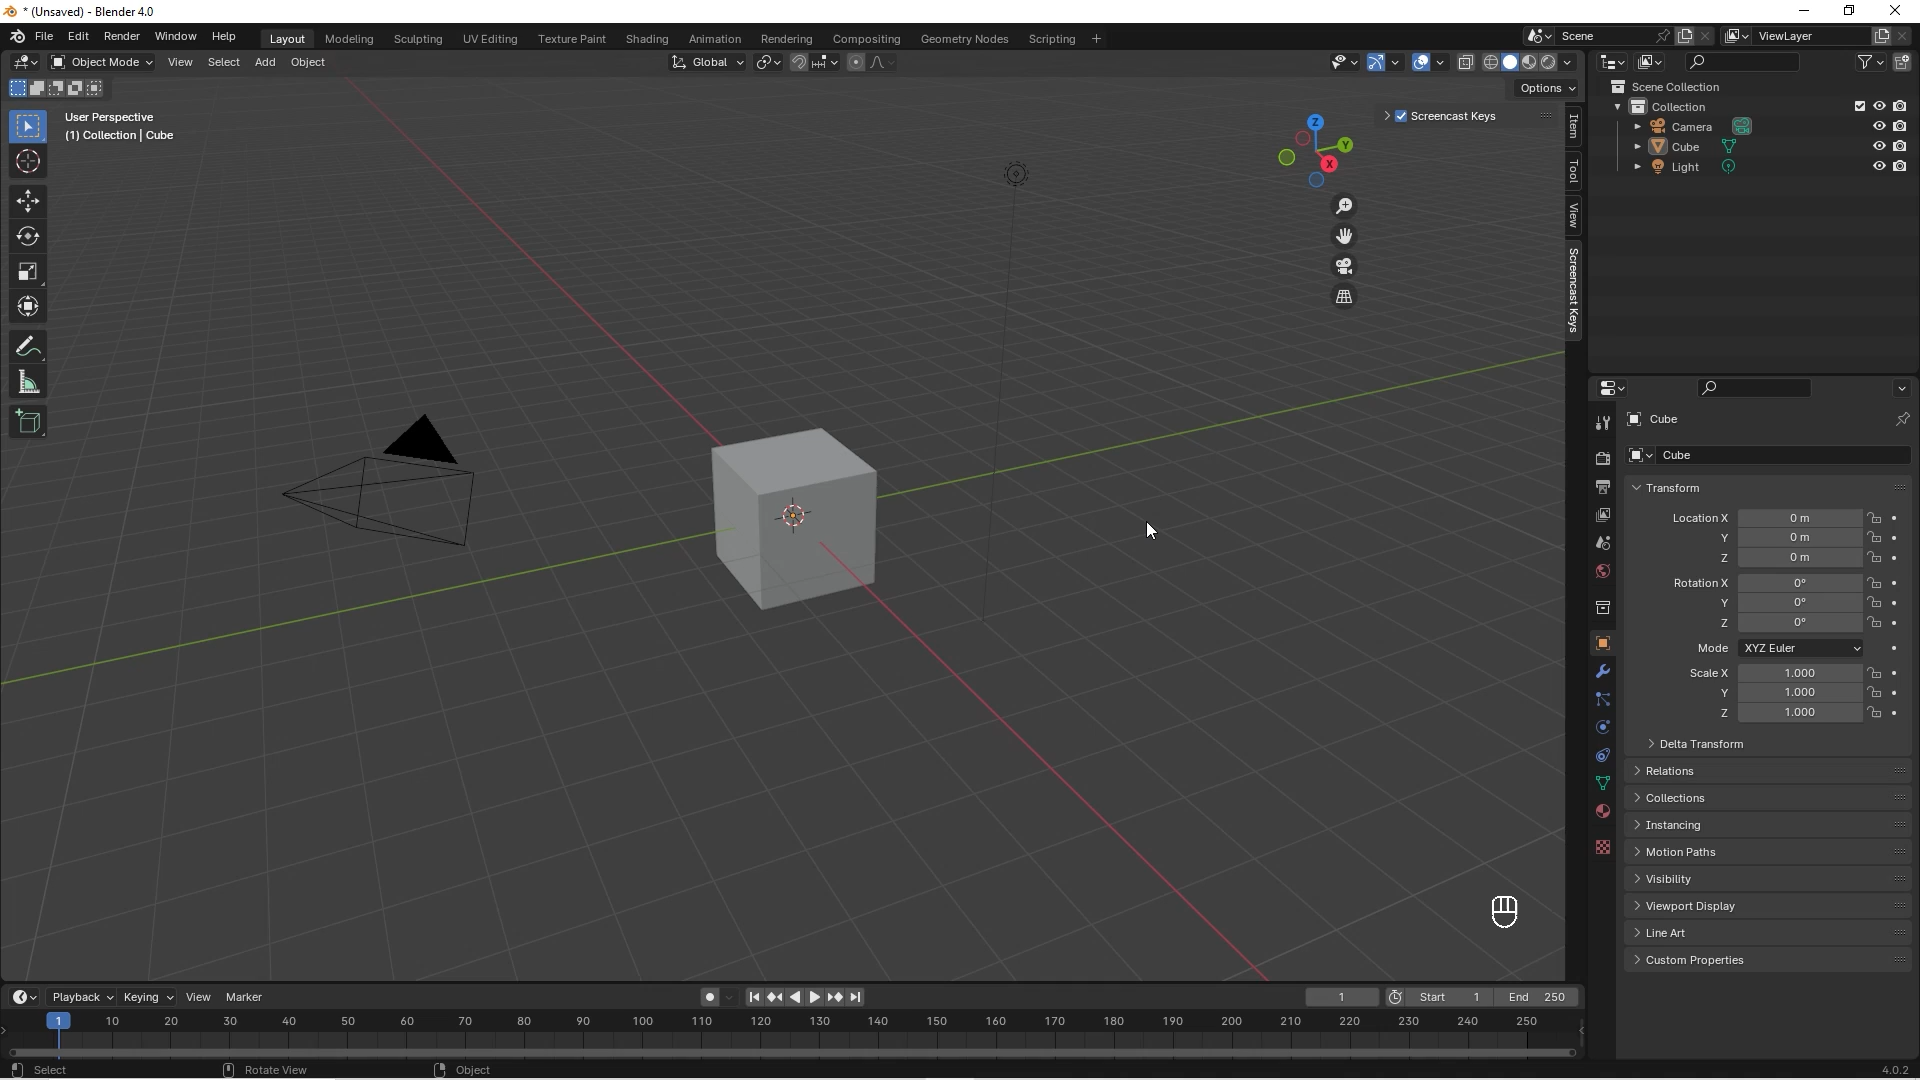 * (Unsaved) - Blender 4.0
File Edit Render Window Help Layout Modeling Sculpting UV Editing Texture Paint Shading Animation Rendering Compositing Geometry Nodes Scripting + Scene ViewLayer
Object Mode View Select Add Object Global
Options
User Perspective
(1) Collection | Cube
Screencast Keys
Z
Y
X
Item
Tool
View
Screencast Keys
Scene Collection
Collection
Camera
Cube
Light
Cube
Cube
Transform
Location X 0 m
Y 0 m
Z 0 m
Rotation X 0°
Y 0°
Z 0°
Mode XYZ Euler
Scale X 1.000
Y 1.000
Z 1.000
Delta Transform
Relations
Collections
Instancing
Motion Paths
Visibility
Viewport Display
Line Art
Custom Properties
Playback Keying View Marker 1 Start 1 End 250
1 10 20 30 40 50 60 70 80 90 100 110 120 130 140 150 160 170 180 190 200 210 220 230 240 250
Select Rotate View Object 4.0.2